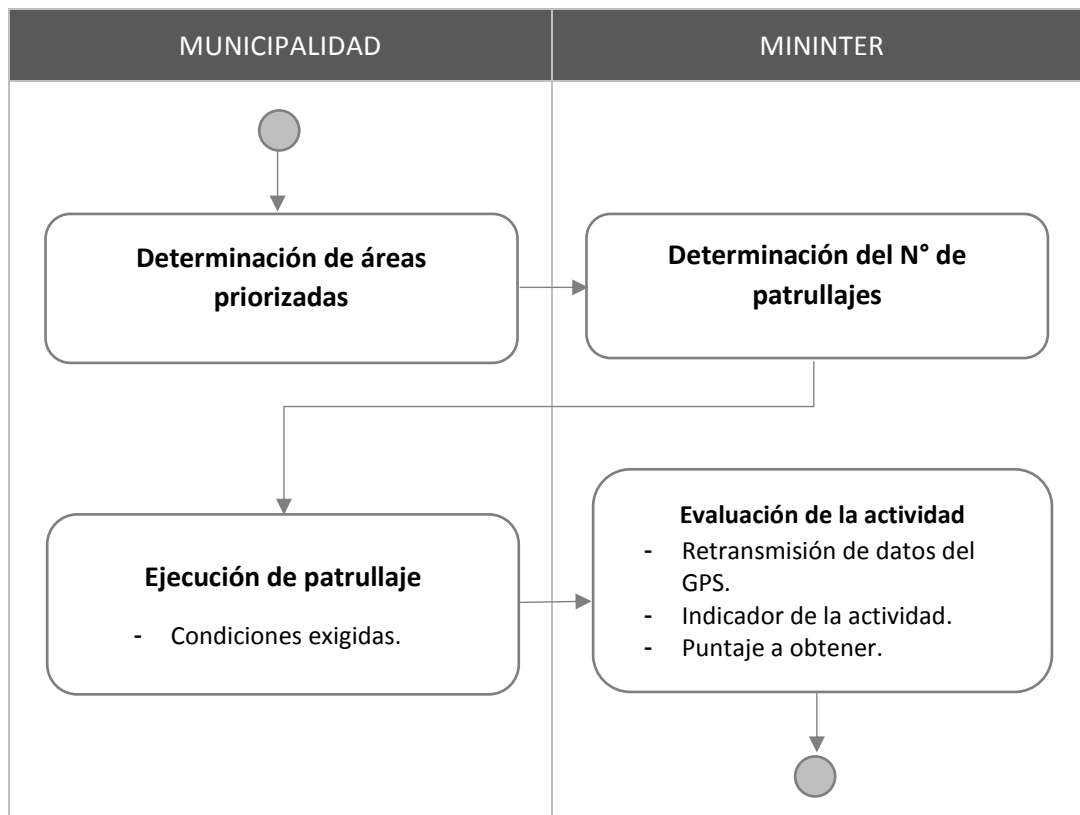 MUNICIPALIDAD
MININTER
Determinación de áreas
priorizadas
Determinación del N° de
patrullajes
Ejecución de patrullaje
- Condiciones exigidas.
Evaluación de la actividad
- Retransmisión de datos del
GPS.
- Indicador de la actividad.
- Puntaje a obtener.